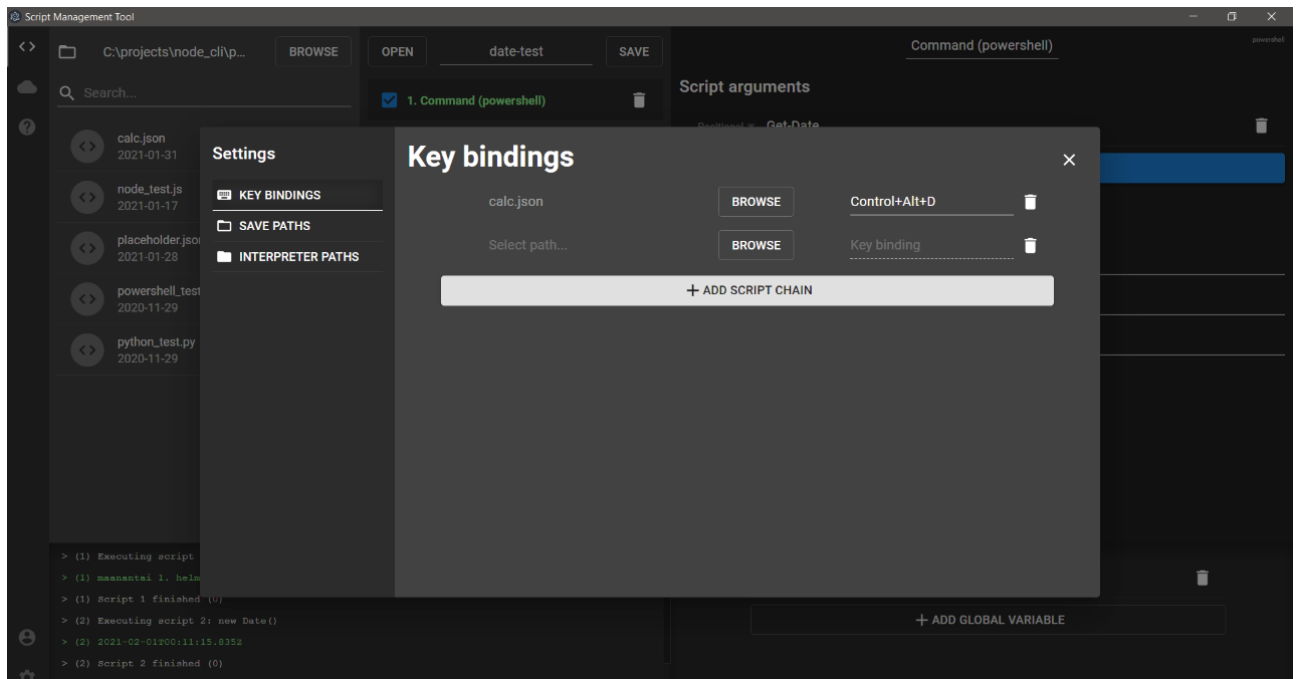 Script Management Tool
C:\projects\node_cli\p...
BROWSE
OPEN
date-test
SAVE
Command (powershell)
powershell
Search...
1. Command (powershell)
Script arguments
Positional
Get-Date
calc.json
2021-01-31
node_test.js
2021-01-17
placeholder.jso
2021-01-28
powershell_test
2020-11-29
python_test.py
2020-11-29
Settings
KEY BINDINGS
SAVE PATHS
INTERPRETER PATHS
Key bindings
calc.json
BROWSE
Control+Alt+D
Select path...
BROWSE
Key binding
+ ADD SCRIPT CHAIN
> (1) Executing script
> (1) maanantai 1. helm
> (1) Script 1 finished (0)
> (2) Executing script 2: new Date()
> (2) 2021-02-01T00:11:15.835Z
> (2) Script 2 finished (0)
+ ADD GLOBAL VARIABLE